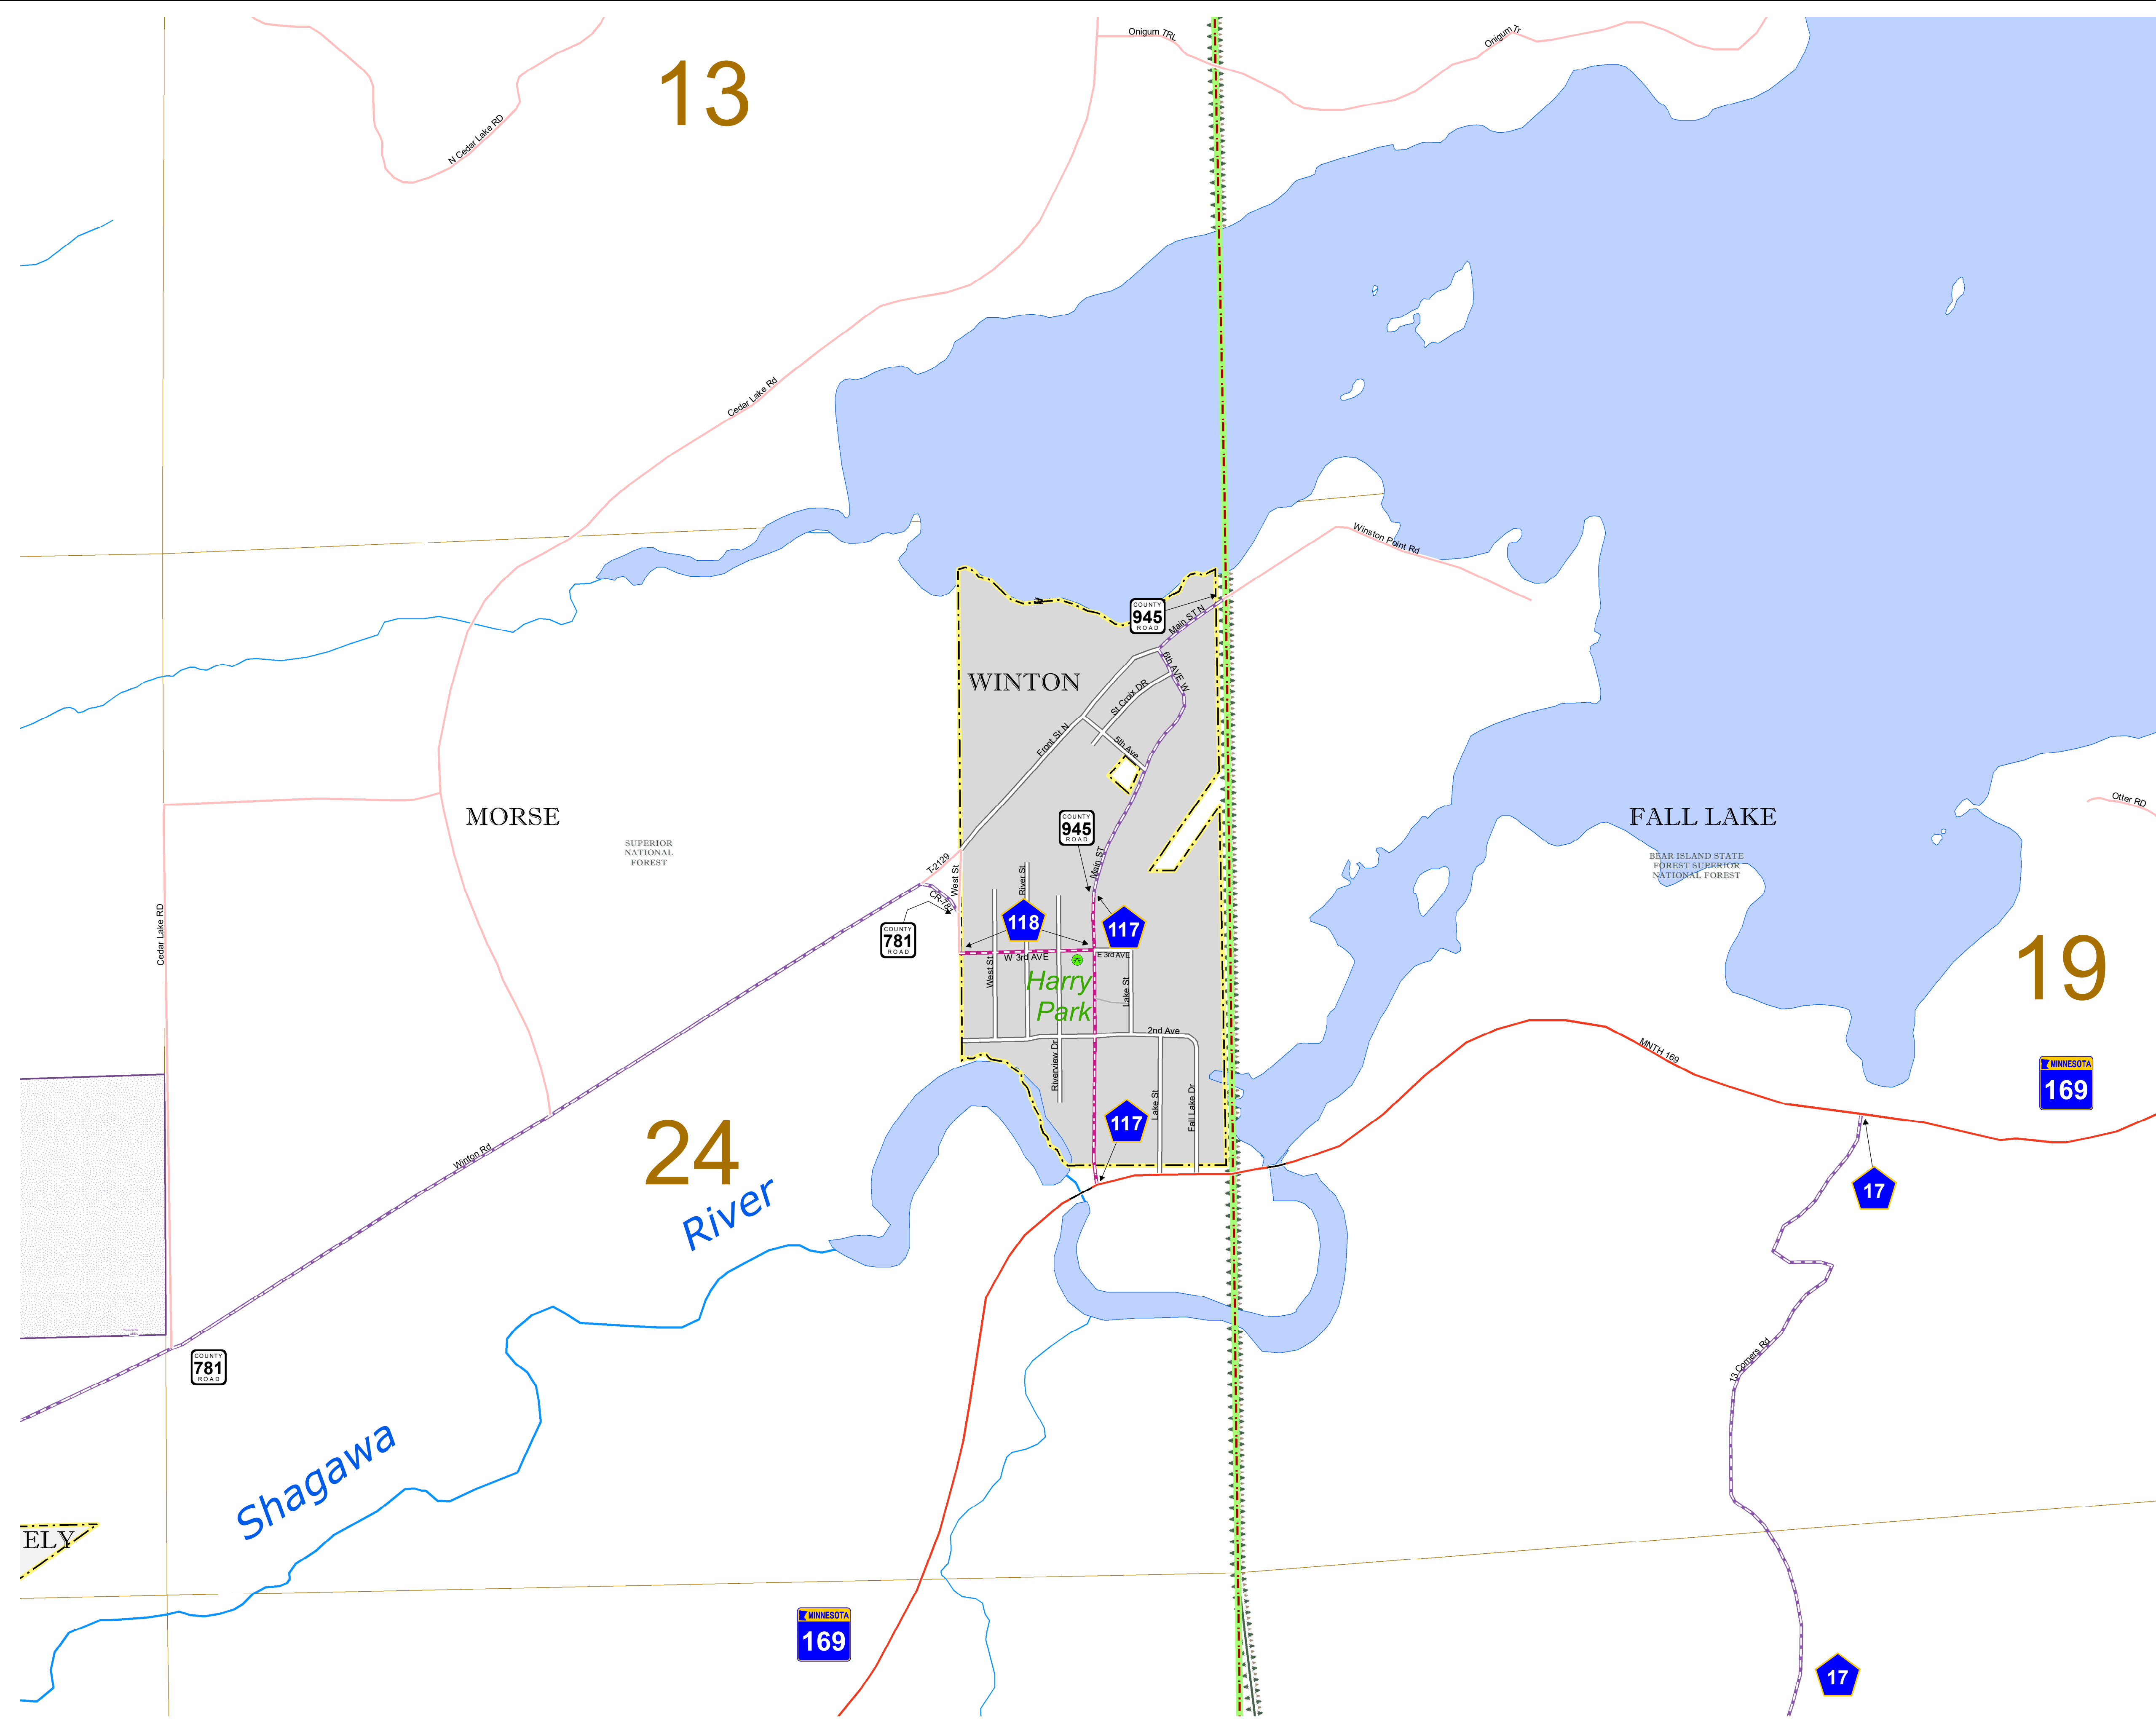 Onigum TRL
Onigum Tr
13
N Cedar Lake RD
Cedar Lake Rd
Winston Point Rd
COUNTY
945
ROAD
Main ST N
6th AVE W
WINTON
St Croix DR
Front St N
5th Ave
MORSE
SUPERIOR
NATIONAL
FOREST
FALL LAKE
BEAR ISLAND STATE
FOREST SUPERIOR
NATIONAL FOREST
Otter RD
COUNTY
945
ROAD
Main ST
T-2129
West St
River St
CR-781
118
117
COUNTY
781
ROAD
Cedar Lake RD
W 3rd AVE
E 3rd AVE
West St
Lake St
Harry
Park
19
2nd Ave
Riverview Dr
MNTH 169
MINNESOTA
169
Lake St
Fall Lake Dr
117
24
Winton Rd
River
17
COUNTY
781
ROAD
13 Corners Rd
Shagawa
ELY
MINNESOTA
169
17